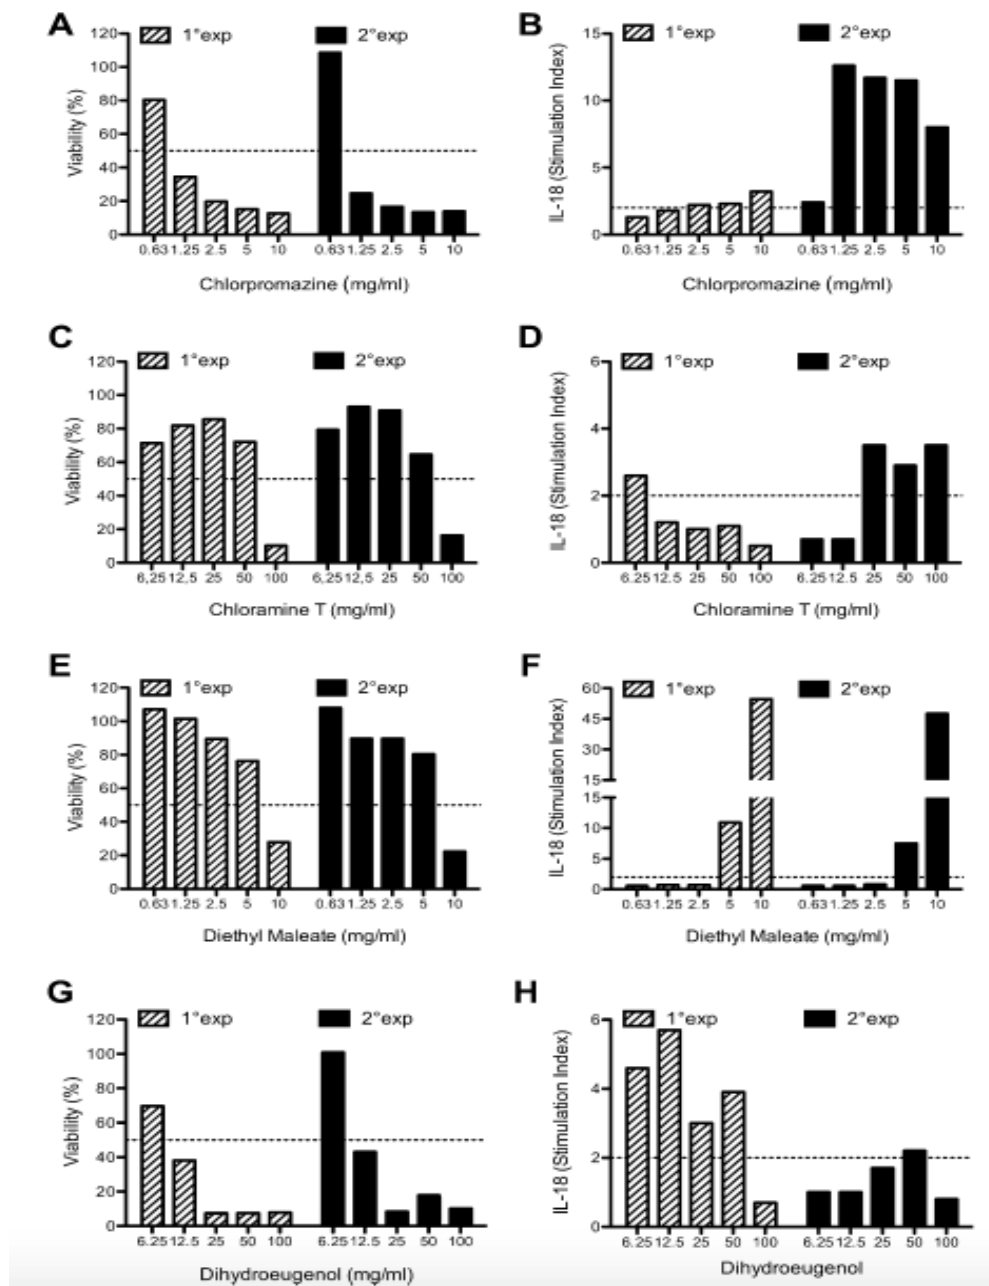 A
1°exp 2°exp
120
100
80
60
40
20
0
Viability (%)
0.63 1.25 2.5 5 10 0.63 1.25 2.5 5 10
Chlorpromazine (mg/ml)
B
1°exp 2°exp
15
10
5
0
IL-18 (Stimulation Index)
0.63 1.25 2.5 5 10 0.63 1.25 2.5 5 10
Chlorpromazine (mg/ml)
C
1°exp 2°exp
120
100
80
60
40
20
0
Viability (%)
6,25 12,5 25 50 100 6,25 12,5 25 50 100
Chloramine T (mg/ml)
D
1°exp 2°exp
6
4
2
0
IL-18 (Stimulation Index)
6.25 12.5 25 50 100 6.25 12.5 25 50 100
Chloramine T (mg/ml)
E
1°exp 2°exp
120
100
80
60
40
20
0
Viability (%)
0.63 1.25 2.5 5 10 0.63 1.25 2.5 5 10
Diethyl Maleate (mg/ml)
F
1°exp 2°exp
60
45
30
15
15
10
5
0
IL-18 (Stimulation Index)
0.63 1.25 2.5 5 10 0.63 1.25 2.5 5 10
Diethyl Maleate (mg/ml)
G
1°exp 2°exp
120
100
80
60
40
20
0
Viability (%)
6.25 12.5 25 50 100 6.25 12.5 25 50 100
Dihydroeugenol (mg/ml)
H
1°exp 2°exp
6
4
2
0
IL-18 (Stimulation Index)
6.25 12.5 25 50 100 6.25 12.5 25 50 100
Dihydroeugenol